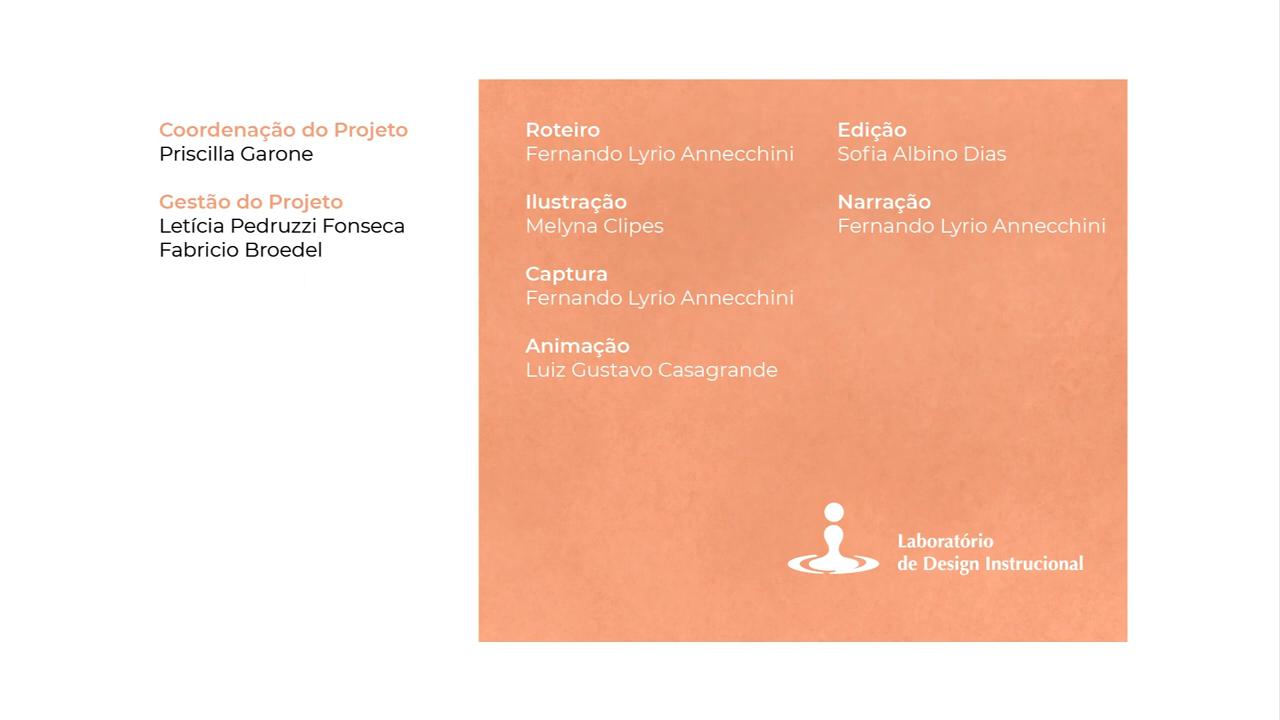 Coordenação do Projeto
Priscilla Garone
Gestão do Projeto
Letícia Pedruzzi Fonseca
Fabricio Broedel
Roteiro
Fernando Lyrio Annecchini
Ilustração
Melyna Clipes
Captura
Fernando Lyrio Annecchini
Animação
Luiz Gustavo Casagrande
Edição
Sofia Albino Dias
Narração
Fernando Lyrio Annecchini
Laboratório
de Design Instrucional